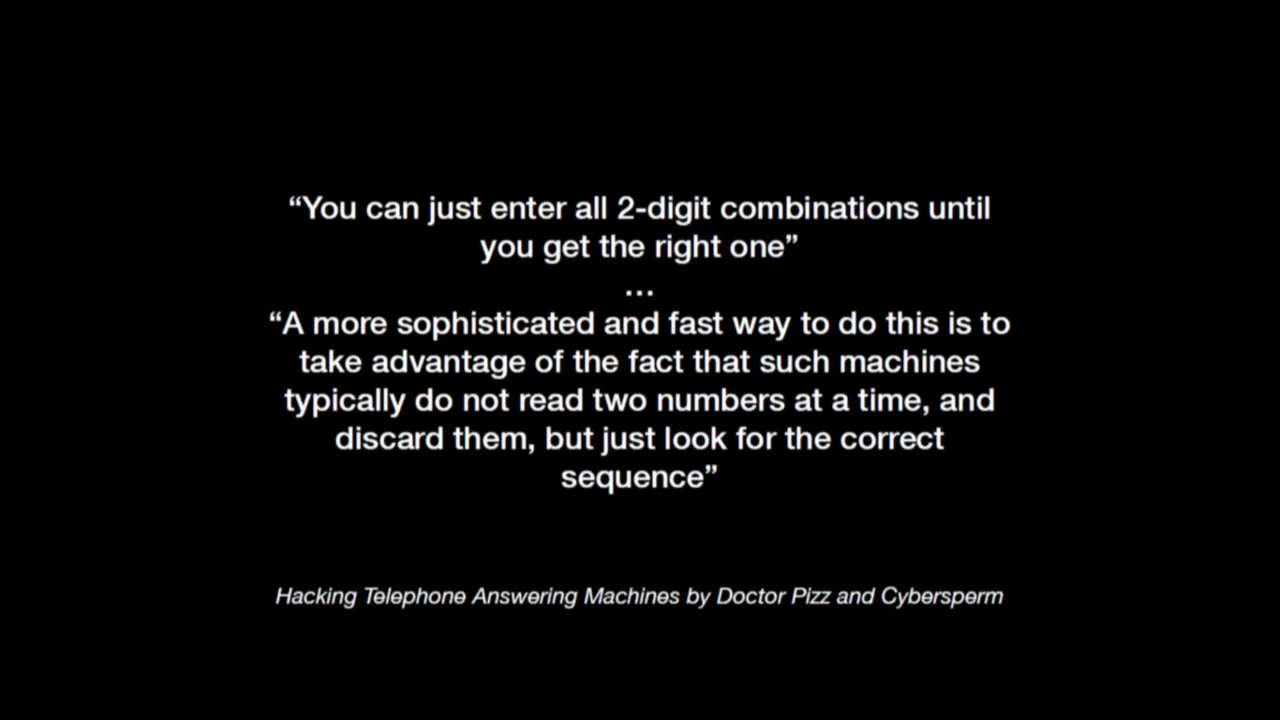 “You can just enter all 2-digit combinations until
you get the right one”
…
“A more sophisticated and fast way to do this is to
take advantage of the fact that such machines
typically do not read two numbers at a time, and
discard them, but just look for the correct
sequence”
Hacking Telephone Answering Machines by Doctor Pizz and Cybersperm